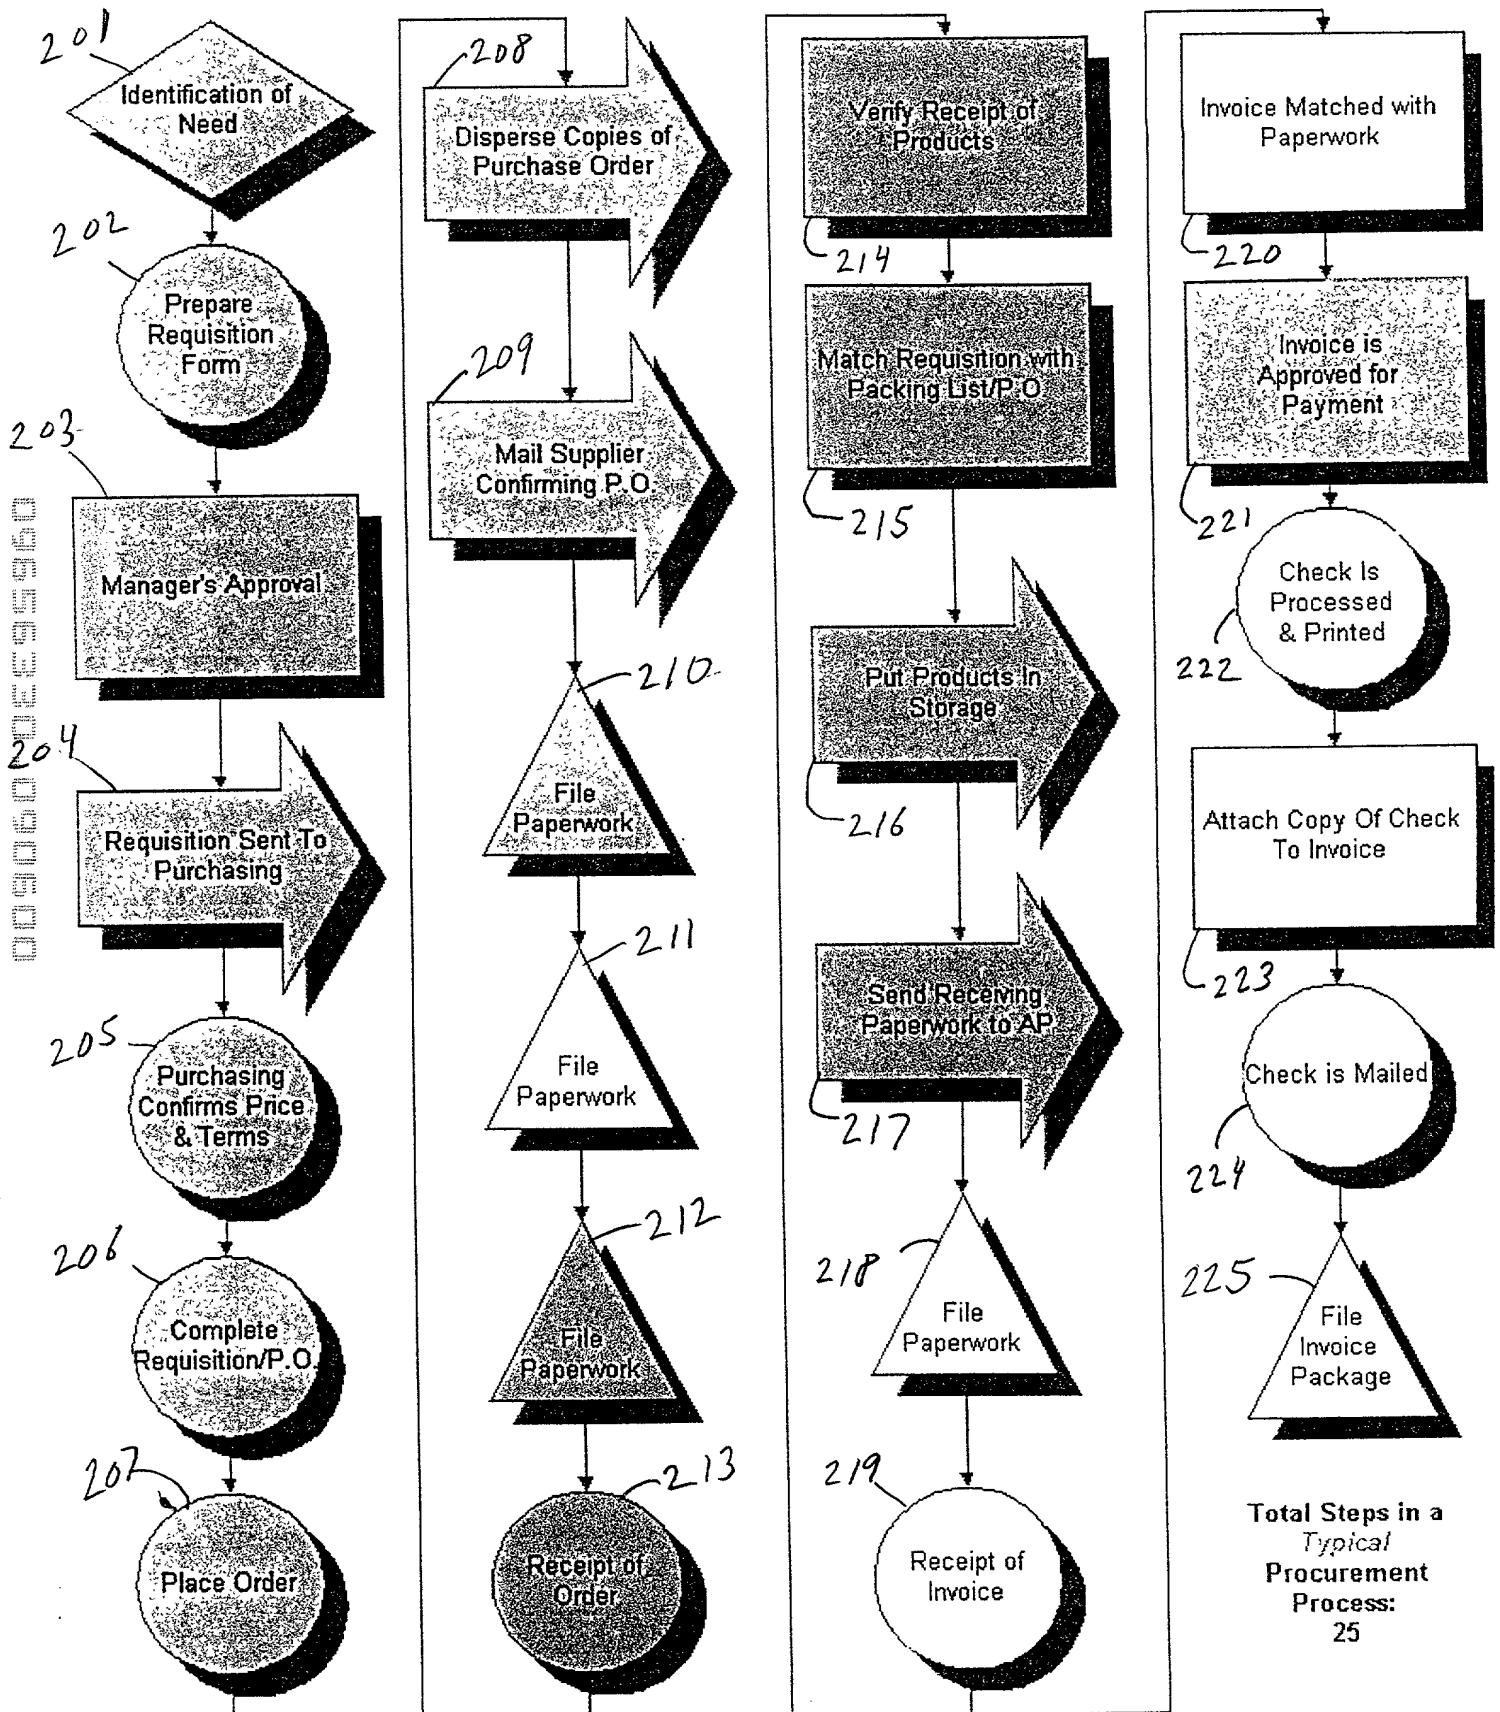 201
Identification of
Need
202
Prepare
Requisition
Form
203
Manager's Approval
204
Requisition Sent To
Purchasing
205
Purchasing
Confirms Price
& Terms
206
Complete
Requisition/P.O.
207
Place Order
208
Disperse Copies of
Purchase Order
209
Mail Supplier
Confirming P.O.
210
File
Paperwork
211
File
Paperwork
212
File
Paperwork
213
Receipt of
Order
Verify Receipt of
Products
214
Match Requisition with
Packing List/P.O
215
Put Products In
Storage
216
Send Receiving
Paperwork to AP
217
218
File
Paperwork
219
Receipt of
Invoice
Invoice Matched with
Paperwork
220
Invoice is
Approved for
Payment
221
Check Is
Processed
& Printed
222
Attach Copy Of Check
To Invoice
223
Check is Mailed
224
225
File
Invoice
Package
Total Steps in a
Typical
Procurement
Process:
25